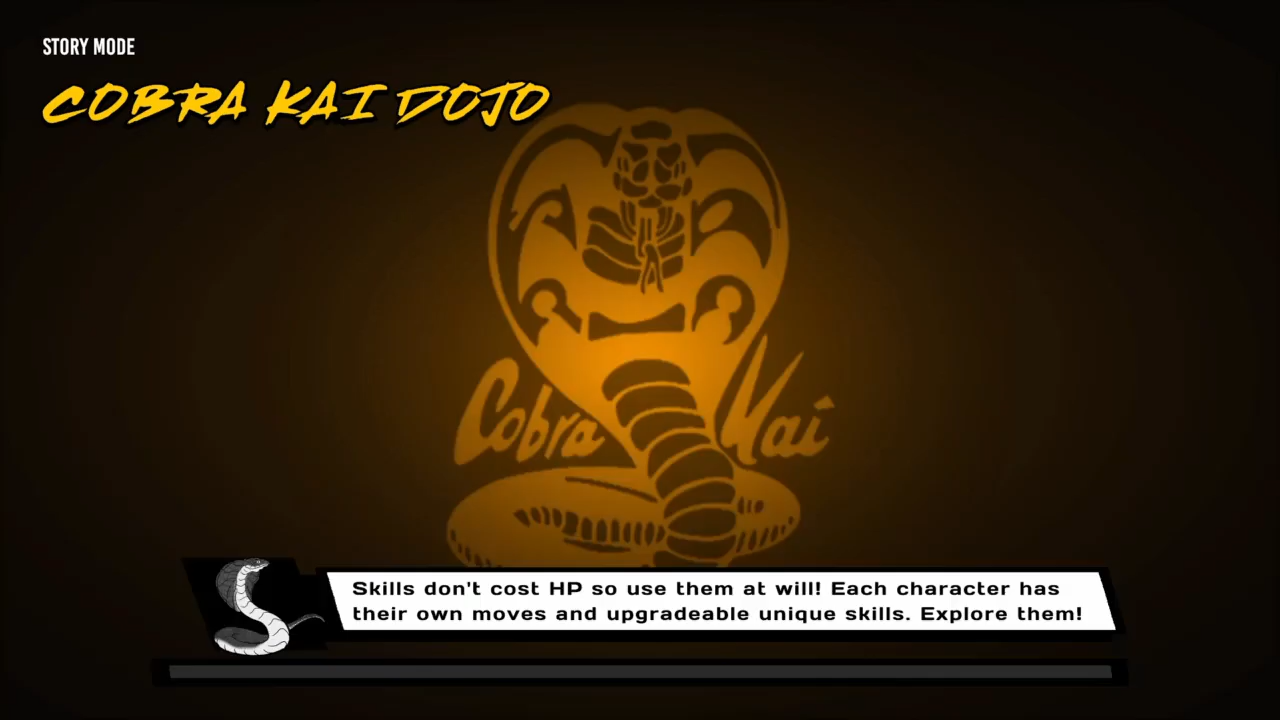 STORY MODE
COBRA KAI DOJO
Cobra Kai
Skills don't cost HP so use them at will! Each character has
their own moves and upgradeable unique skills. Explore them!